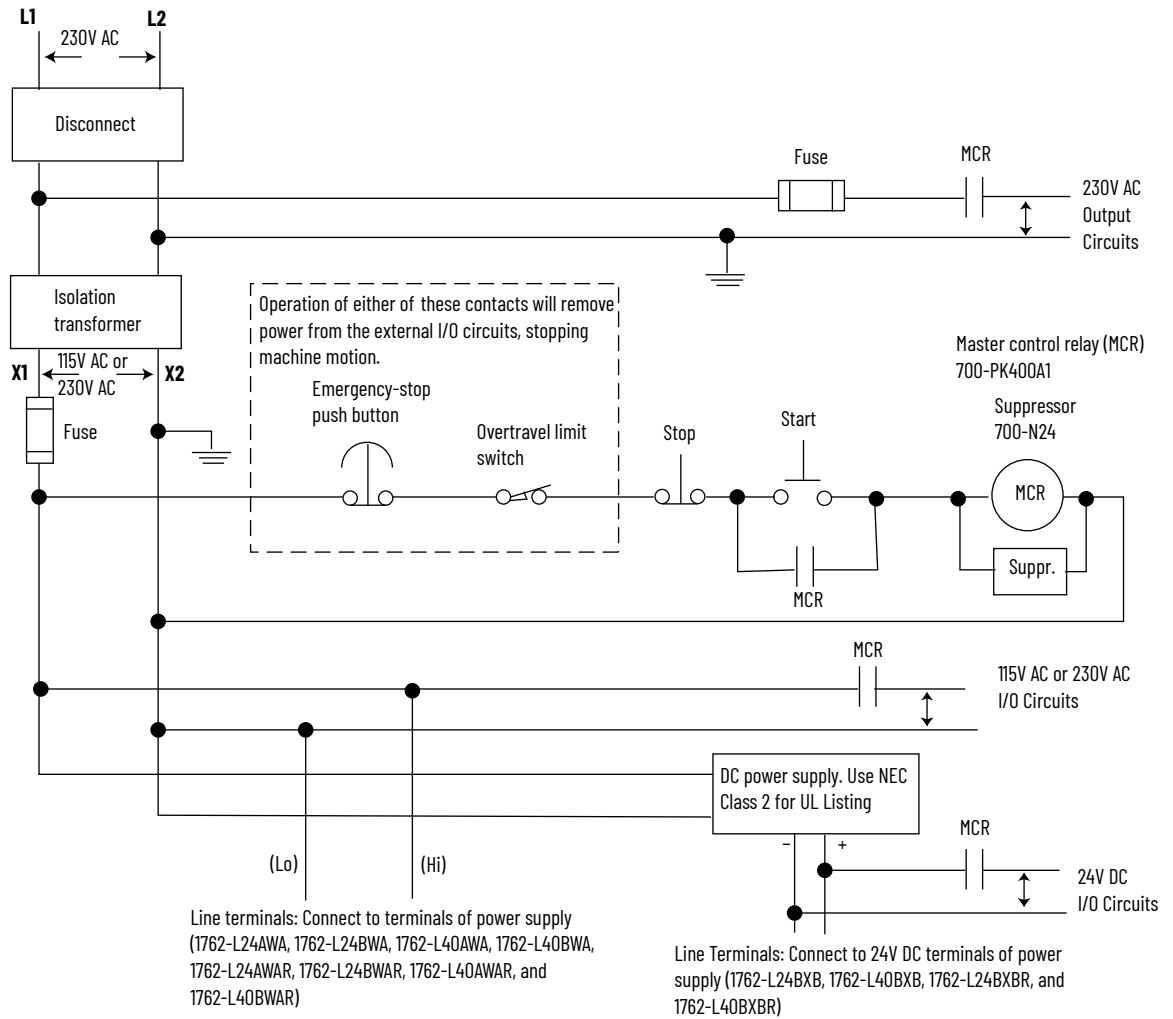 L1
L2
230V AC
Disconnect
Fuse
MCR
230V AC
Output
Circuits
Isolation
transformer
Operation of either of these contacts will remove
power from the external I/O circuits, stopping
machine motion.
X1
115V AC or
230V AC
X2
Master control relay (MCR)
700-PK400A1
Emergency-stop
push button
Suppressor
700-N24
Fuse
Overtravel limit
switch
Stop
Start
MCR
Suppr.
MCR
MCR
115V AC or 230V AC
I/O Circuits
DC power supply. Use NEC
Class 2 for UL Listing
MCR
− +
(Lo)
(Hi)
24V DC
I/O Circuits
Line terminals: Connect to terminals of power supply
(1762-L24AWA, 1762-L24BWA, 1762-L40AWA, 1762-L40BWA,
1762-L24AWAR, 1762-L24BWAR, 1762-L40AWAR, and
1762-L40BWAR)
Line Terminals: Connect to 24V DC terminals of power
supply (1762-L24BXB, 1762-L40BXB, 1762-L24BXBR, and
1762-L40BXBR)